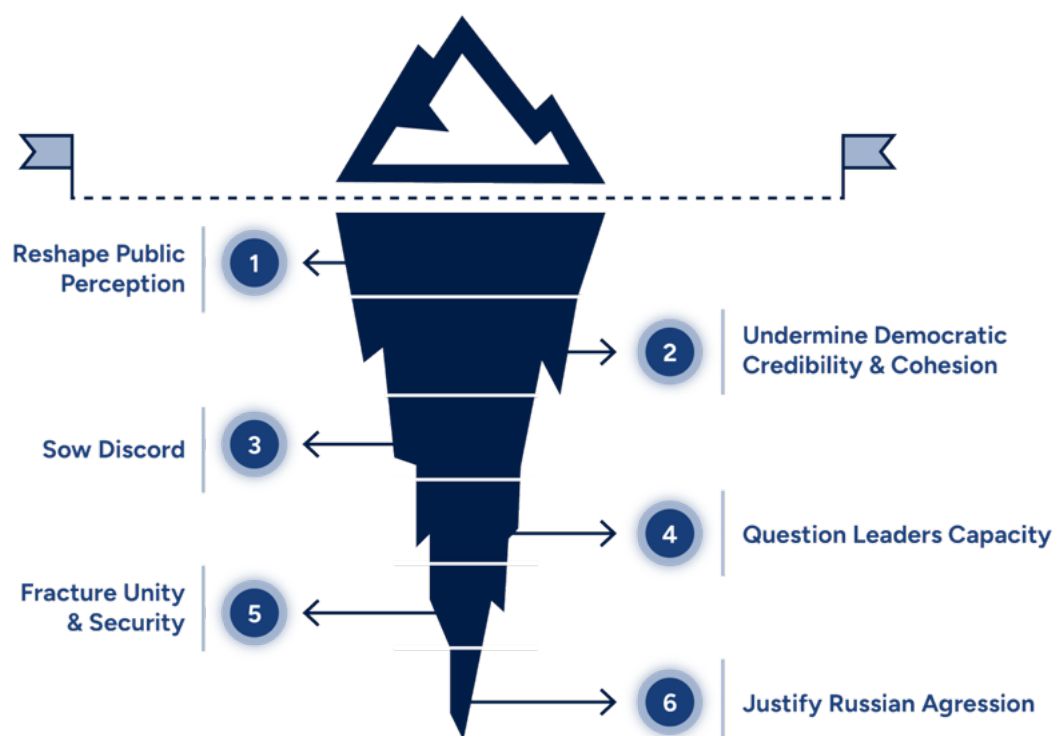 Reshape Public
Perception
1
2
Undermine Democratic
Credibility & Cohesion
Sow Discord
3
4
Question Leaders Capacity
Fracture Unity
& Security
5
6
Justify Russian Agression